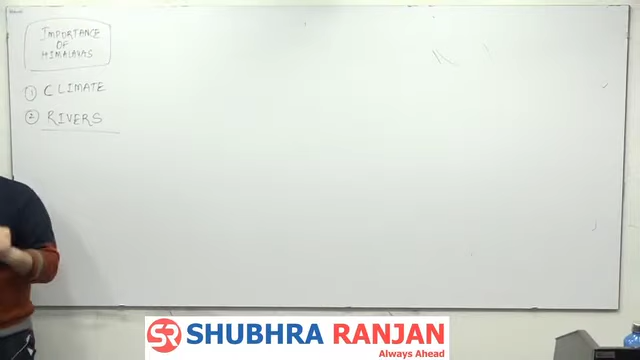 IMPORTANCE
OF
HIMALAYAS
① CLIMATE
② RIVERS
SR SHUBHRA RANJAN
Always Ahead